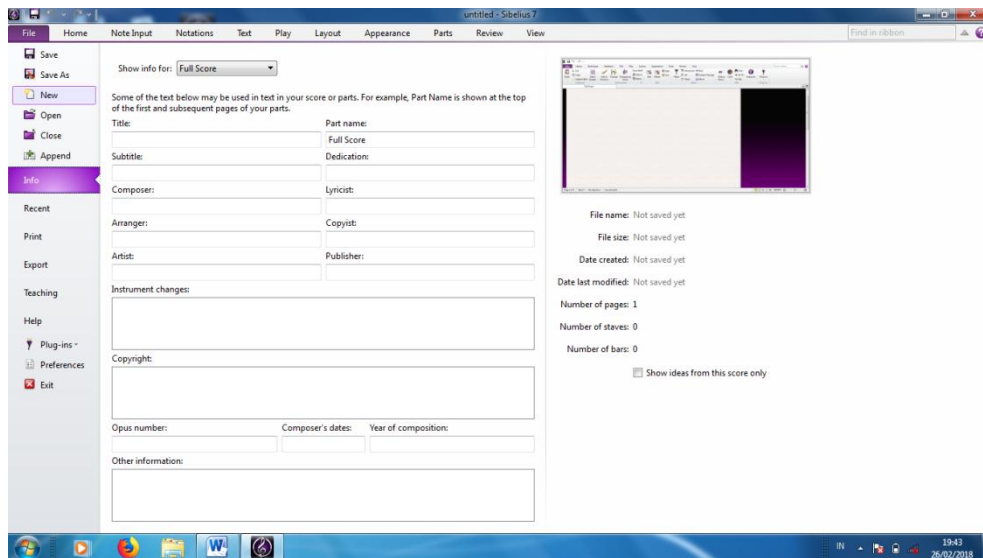 untitled - Sibelius 7
File Home Note Input Notations Text Play Layout Appearance Parts Review View Find in ribbon
Save
Save As
New
Open
Close
Append
Info
Recent
Print
Export
Teaching
Help
Plug-ins
Preferences
Exit
Show info for: Full Score
Some of the text below may be used in text in your score or parts. For example, Part Name is shown at the top
of the first and subsequent pages of your parts.
Title: Part name:
Full Score
Subtitle: Dedication:
Composer: Lyricist:
Arranger: Copyist:
Artist: Publisher:
Instrument changes:
Copyright:
Opus number: Composer's dates: Year of composition:
Other information:
File name: Not saved yet
File size: Not saved yet
Date created: Not saved yet
Date last modified: Not saved yet
Number of pages: 1
Number of staves: 0
Number of bars: 0
Show ideas from this score only
W
IN
19:43
26/02/2018